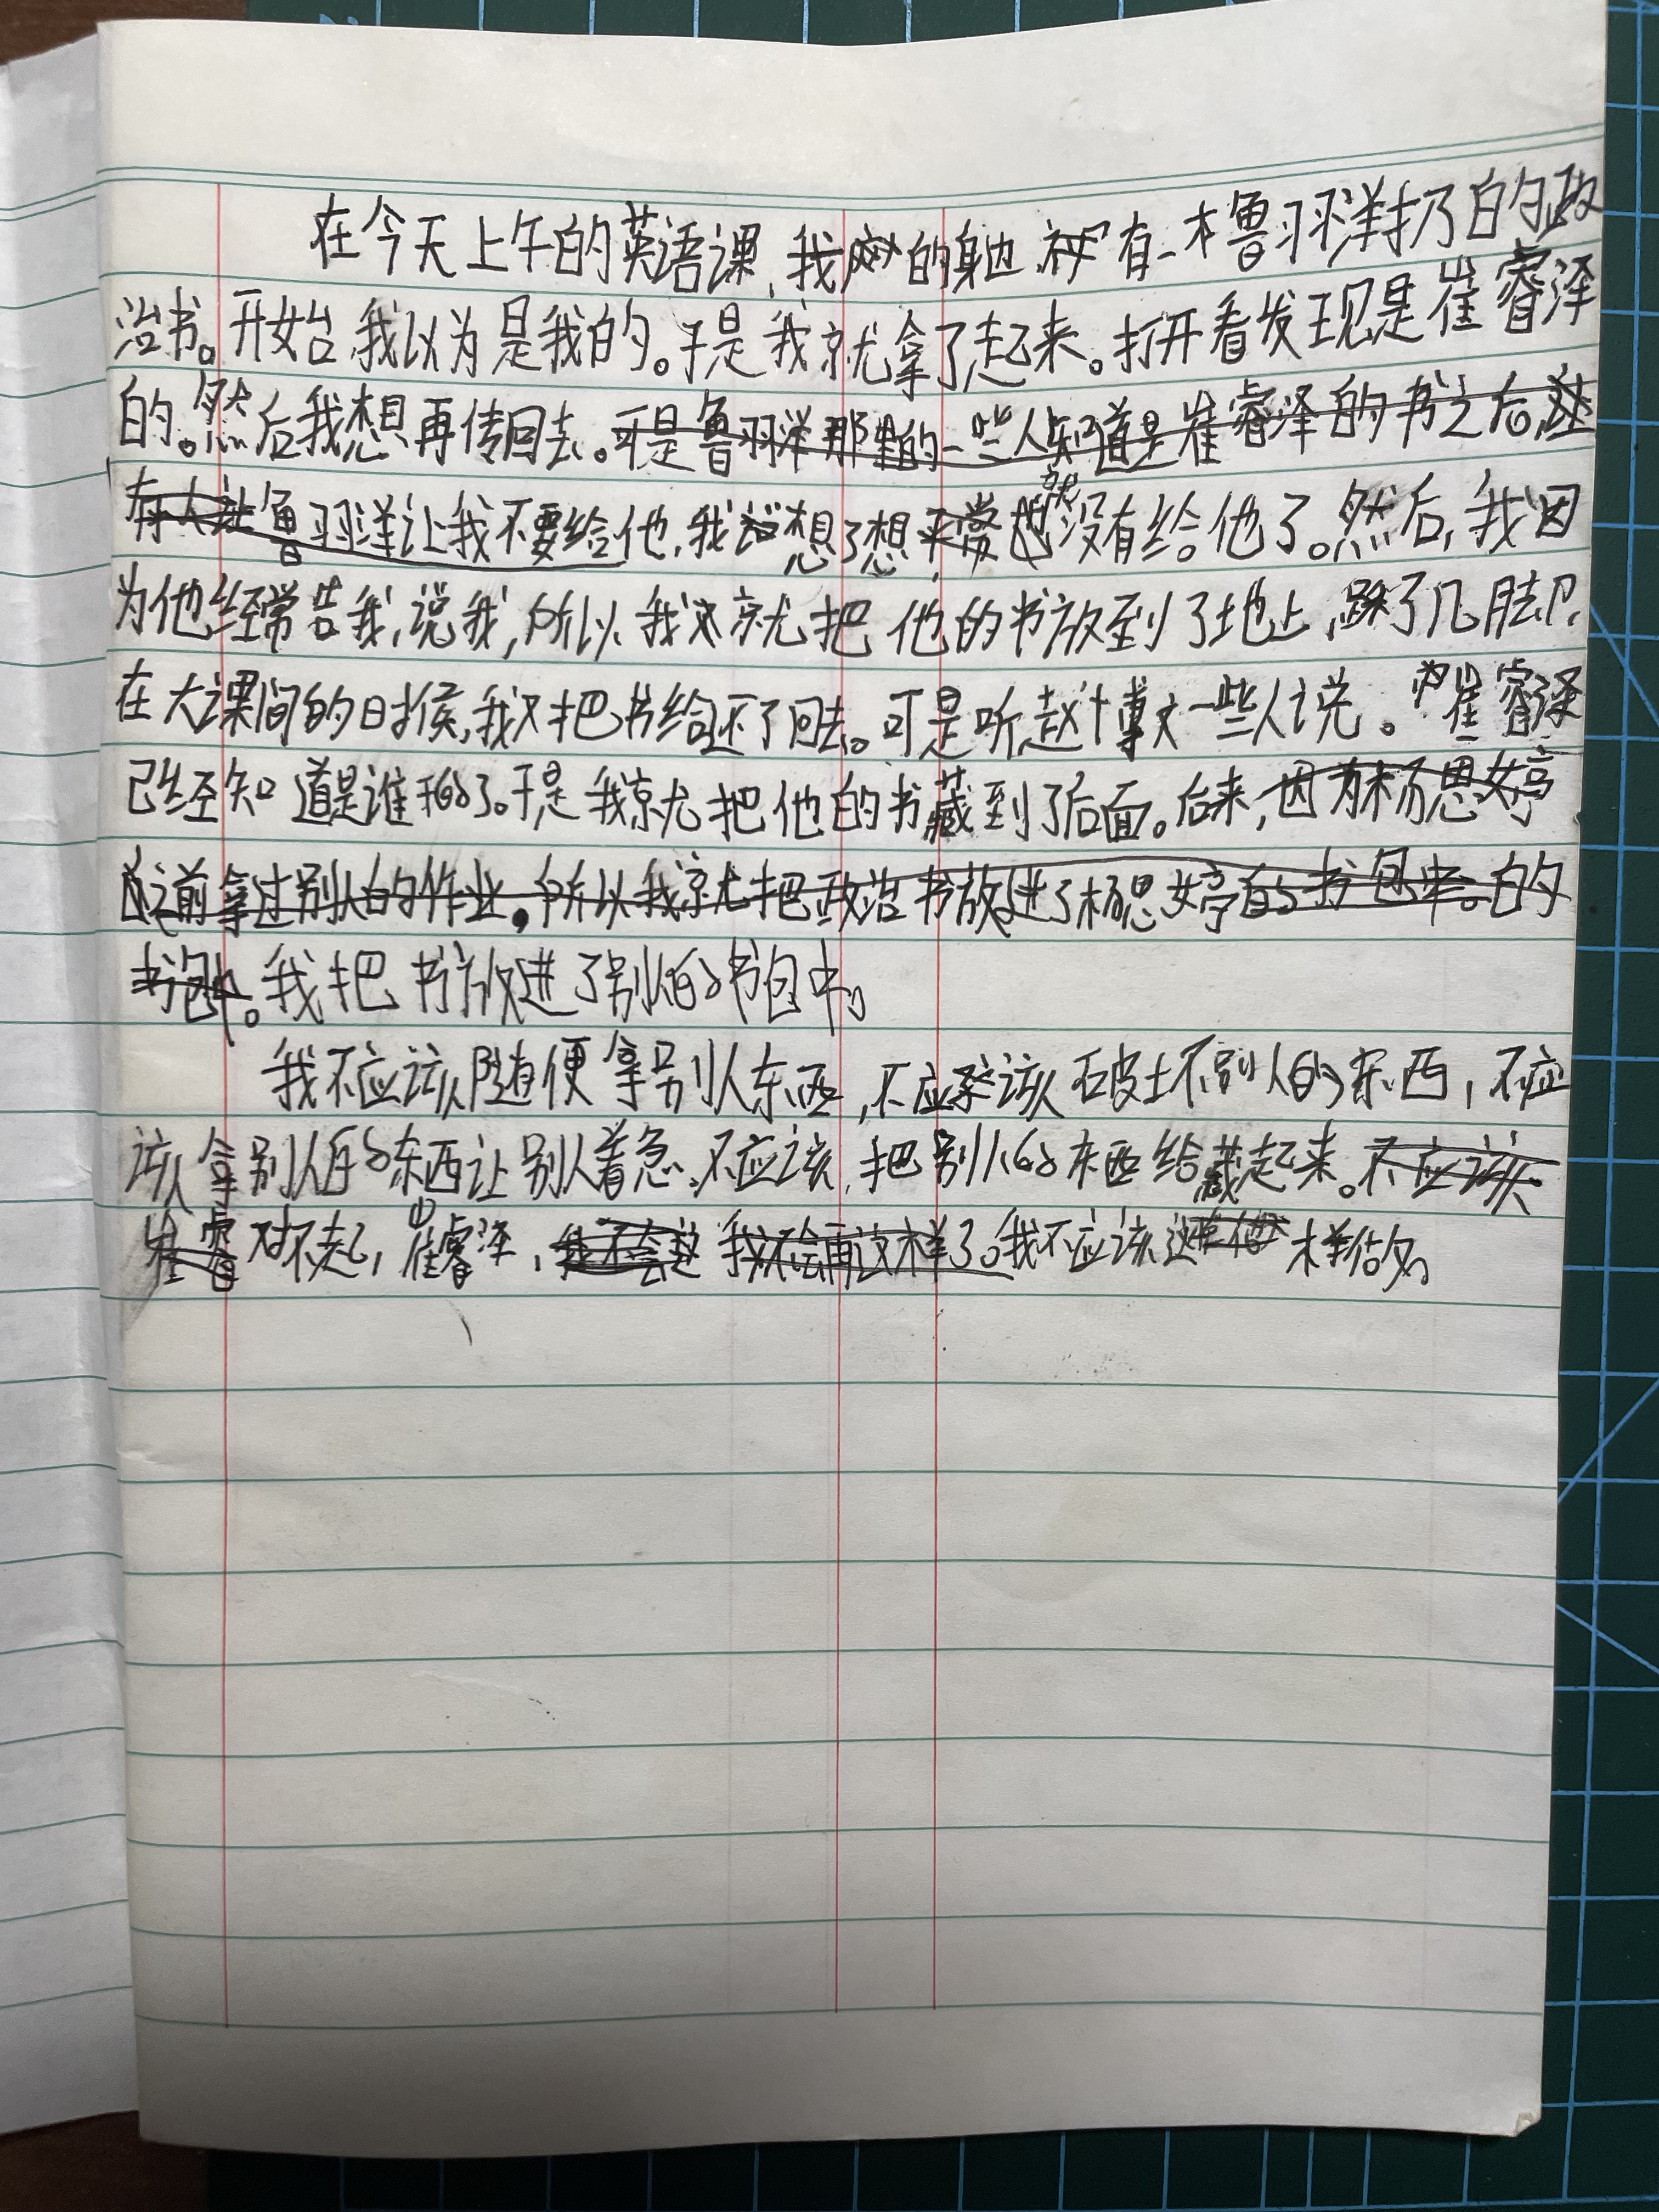 在今天上午的英语课,我的身边有一本鲁羽洋扔的政
治书。开始我以为是我的。于是我就拿了起来。打开看发现是崔睿泽
的。然后我想再传回去。可是鲁羽洋那里的一些人知道是崔睿泽的书之后,
有人让鲁羽洋让我不要给他,我想了想平常就没有给他了。然后,我因
为他经常告我,说我,所以我就把他的书放到了地上,跺了几脚,
在大课间的时候,我又把书给还了回去。可是听赵博文一些人说。崔睿泽
已经知道是谁了。于是我就把他的书藏到了后面。后来,因为杨思婷
之前拿过别人的作业,所以我就把政治书放进了杨思婷的书包中。的
书包中。我把书放进了别人的书包中。
我不应该随便拿别人东西,不应该破坏别人的东西,不应
该拿别人的东西让别人着急,不应该把别人的东西给藏起来。不应该
崔睿对不起,崔睿泽,我不会这我不会再这样了。我不应该这样做。